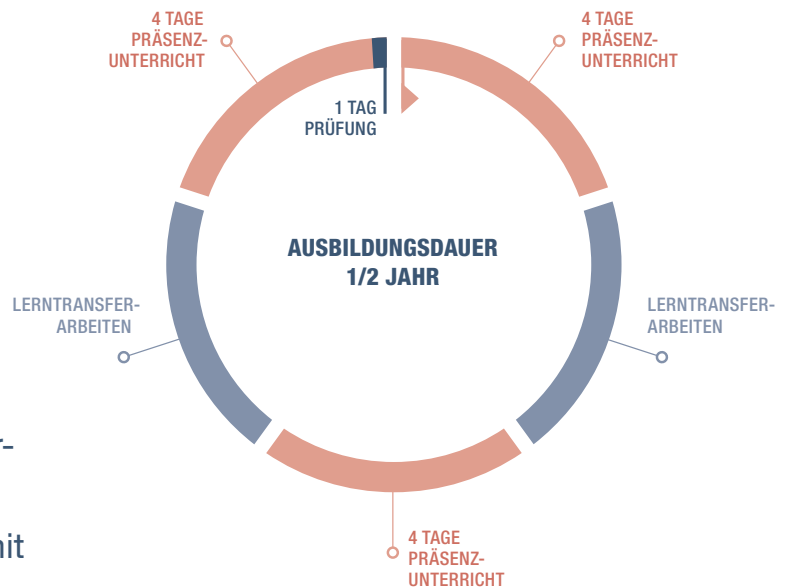 4 TAGE
PRÄSENZ-
UNTERRICHT
4 TAGE
PRÄSENZ-
UNTERRICHT
1 TAG
PRÜFUNG
AUSBILDUNGSDAUER
1/2 JAHR
LERNTRANSFER-
ARBEITEN
LERNTRANSFER-
ARBEITEN
4 TAGE
PRÄSENZ-
UNTERRICHT